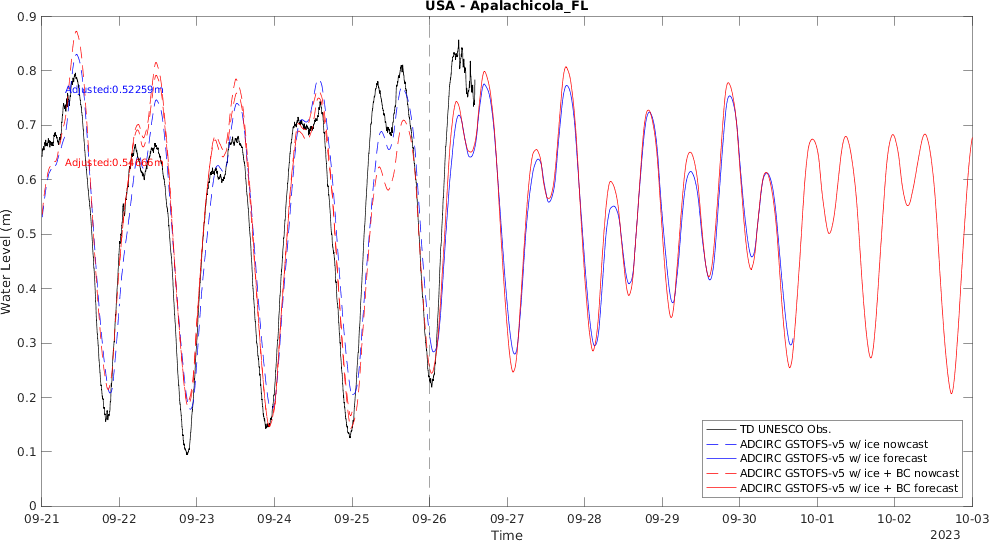 USA - Apalachicola_FL
0.9
0.8
0.7
0.6
0.5
0.4
0.3
0.2
0.1
0
Water Level (m)
Adjusted:0.52259m
09-21
09-22
09-23
09-24
09-25
09-26
09-27
09-28
09-29
09-30
10-01
10-02
10-03
Time
2023
TD UNESCO Obs.
ADCIRC GSTOFS-v5 w/ ice nowcast
ADCIRC GSTOFS-v5 w/ ice forecast
ADCIRC GSTOFS-v5 w/ ice + BC nowcast
ADCIRC GSTOFS-v5 w/ ice + BC forecast